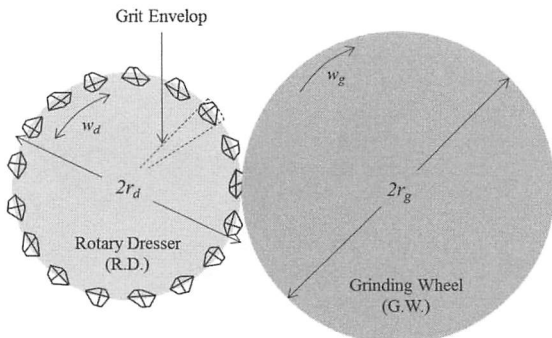 Grit Envelop
w_g
w_d
2r_d
2r_g
Rotary Dresser
(R.D.)
Grinding Wheel
(G.W.)